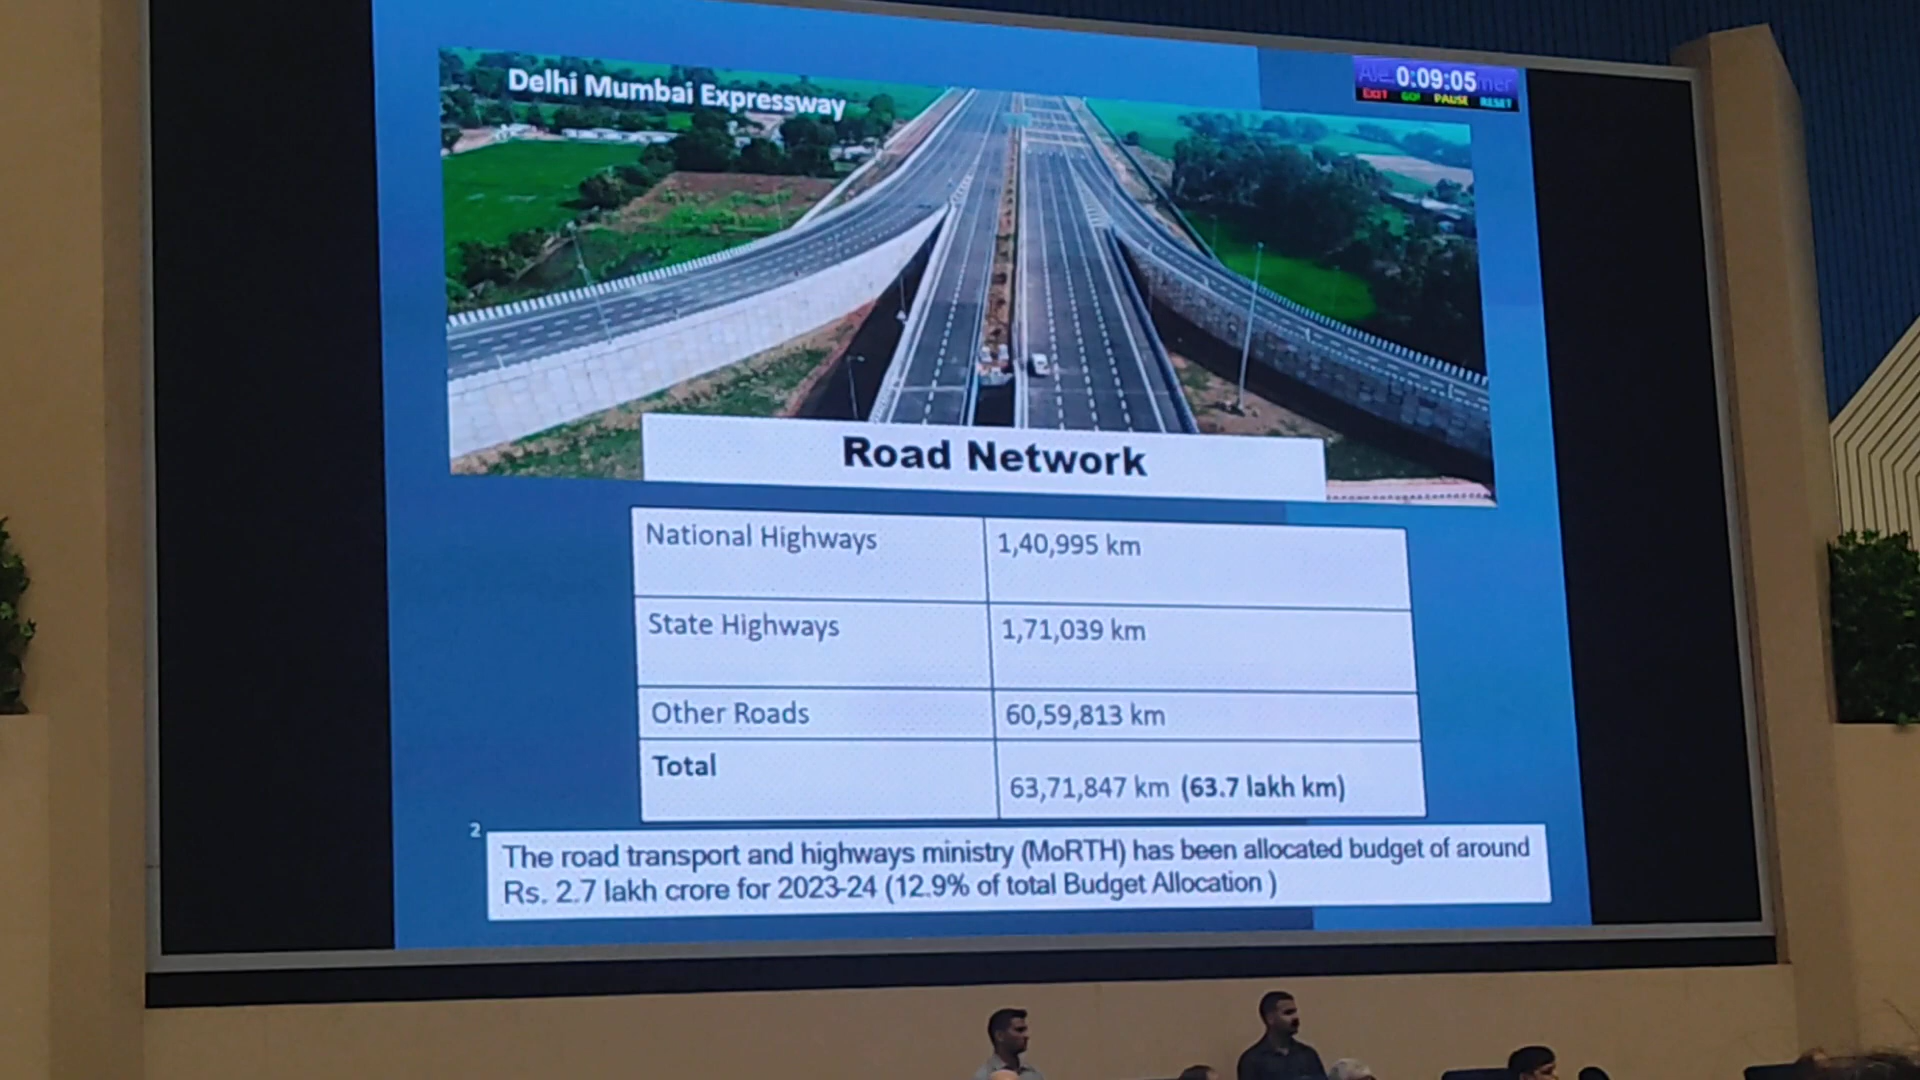 Delhi Mumbai Expressway
0:09:05
EXIT GO! PAUSE RESET
Road Network
National Highways 1,40,995 km
State Highways 1,71,039 km
Other Roads 60,59,813 km
Total 63,71,847 km (63.7 lakh km)
2
The road transport and highways ministry (MoRTH) has been allocated budget of around
Rs. 2.7 lakh crore for 2023-24 (12.9% of total Budget Allocation )